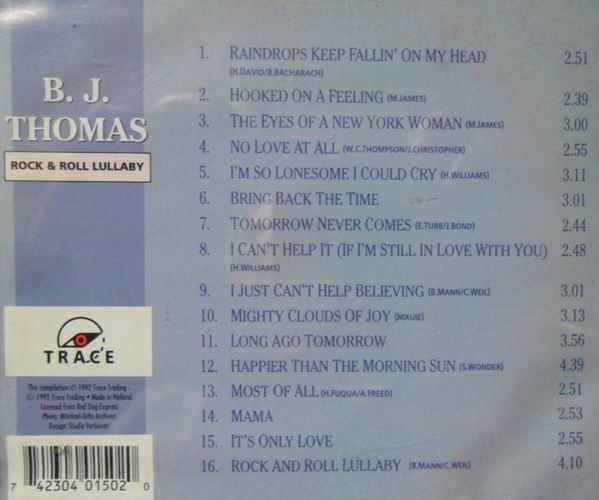 B. J.
THOMAS
ROCK & ROLL LULLABY
1. RAINDROPS KEEP FALLIN' ON MY HEAD 2.51
(H.DAVID/B.BACHARACH)
2. HOOKED ON A FEELING (M.JAMES) 2.39
3. THE EYES OF A NEW YORK WOMAN (M.JAMES) 3.00
4. NO LOVE AT ALL (W.C.THOMPSON/J.CHRISTOPHER) 2.55
5. I'M SO LONESOME I COULD CRY (H.WILLIAMS) 3.11
6. BRING BACK THE TIME 3.01
7. TOMORROW NEVER COMES (E.TUBB/J.BOND) 2.44
8. I CAN'T HELP IT (IF I'M STILL IN LOVE WITH YOU) 2.48
(H.WILLIAMS)
9. I JUST CAN'T HELP BELIEVING (B.MANN/C.WEIL) 3.01
10. MIGHTY CLOUDS OF JOY (NIXUIE) 3.13
11. LONG AGO TOMORROW 3.56
12. HAPPIER THAN THE MORNING SUN (S.WONDER) 4.39
13. MOST OF ALL (H.FUQUA/A.FREED) 2.51
14. MAMA 2.53
15. IT'S ONLY LOVE 2.55
16. ROCK AND ROLL LULLABY (B.MANN/C.WEIL) 4.10
TRACE
This compilation ℗ 1992 Trace Trading -
© 1992 Trace Trading • Made in Holland
Licensed from Red Dog Express
Photo: Michael Ochs Archives
Design: Studio Verhoven
7 42304 01502 0